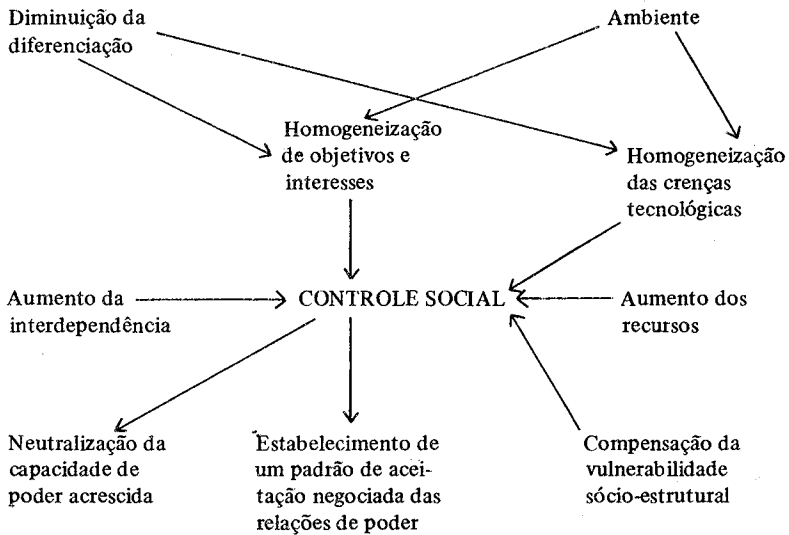 Diminuição da
diferenciação
Ambiente
Homogeneização
de objetivos e
interesses
Homogeneização
das crenças
tecnológicas
Aumento da
interdependência
CONTROLE SOCIAL
Aumento dos
recursos
Neutralização da
capacidade de
poder acrescida
Estabelecimento de
um padrão de acei-
tação negociada das
relações de poder
Compensação da
vulnerabilidade
sócio-estrutural